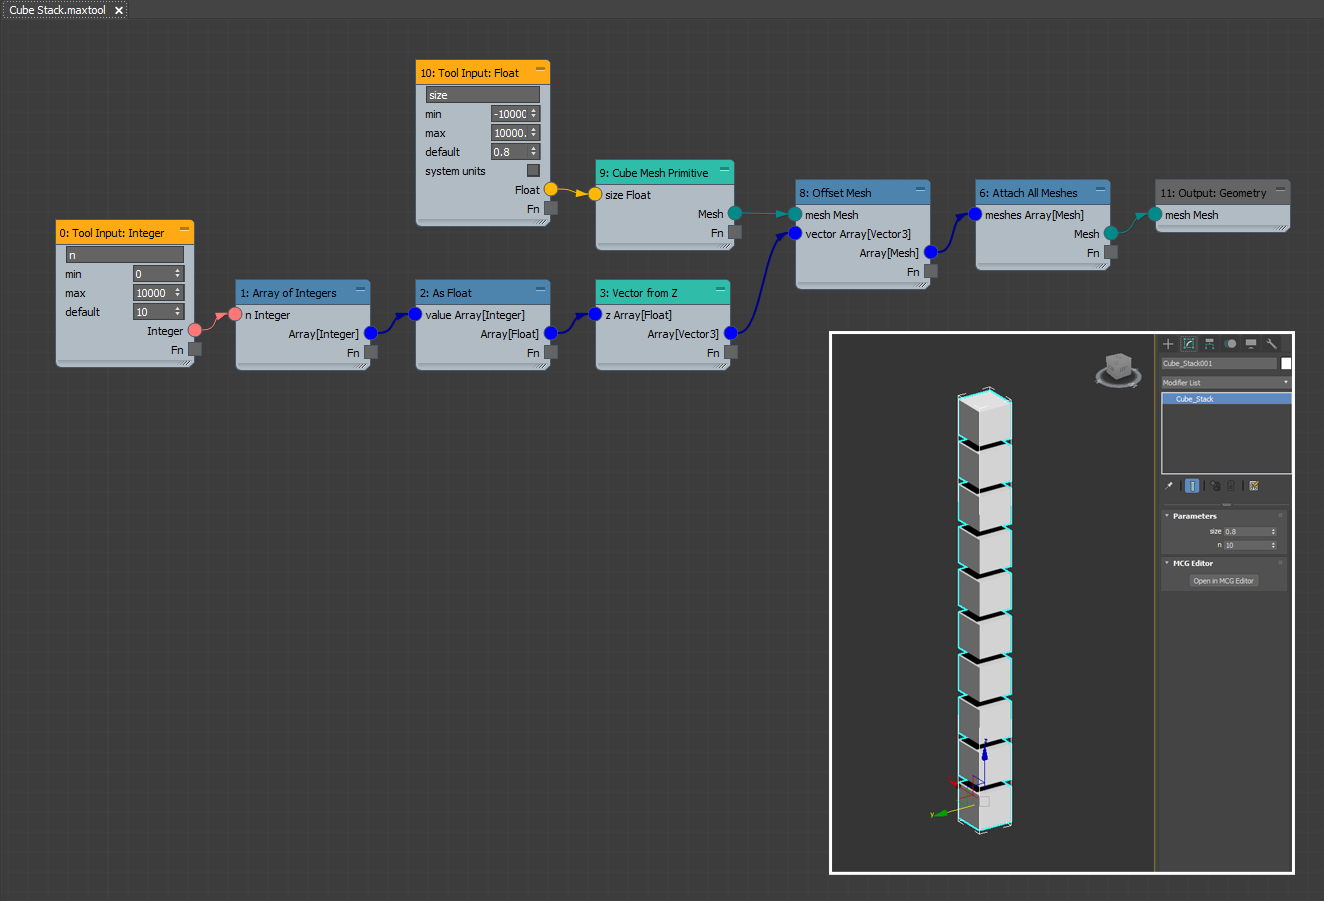 Cube Stack.maxtool
10: Tool Input: Float
size
min -10000
max 10000.
default 0.8
system units
Float
Fn
9: Cube Mesh Primitive
size Float
Mesh
Fn
8: Offset Mesh
mesh Mesh
vector Array[Vector3]
Array[Mesh]
Fn
6: Attach All Meshes
meshes Array[Mesh]
Mesh
Fn
11: Output: Geometry
mesh Mesh
0: Tool Input: Integer
n
min 0
max 10000
default 10
Integer
Fn
1: Array of Integers
n Integer
Array[Integer]
Fn
2: As Float
value Array[Integer]
Array[Float]
Fn
3: Vector from Z
z Array[Float]
Array[Vector3]
Fn
Cube_Stack001
Modifier List
Cube_Stack
Parameters
size 0.8
n 10
MCG Editor
Open in MCG Editor
z
y